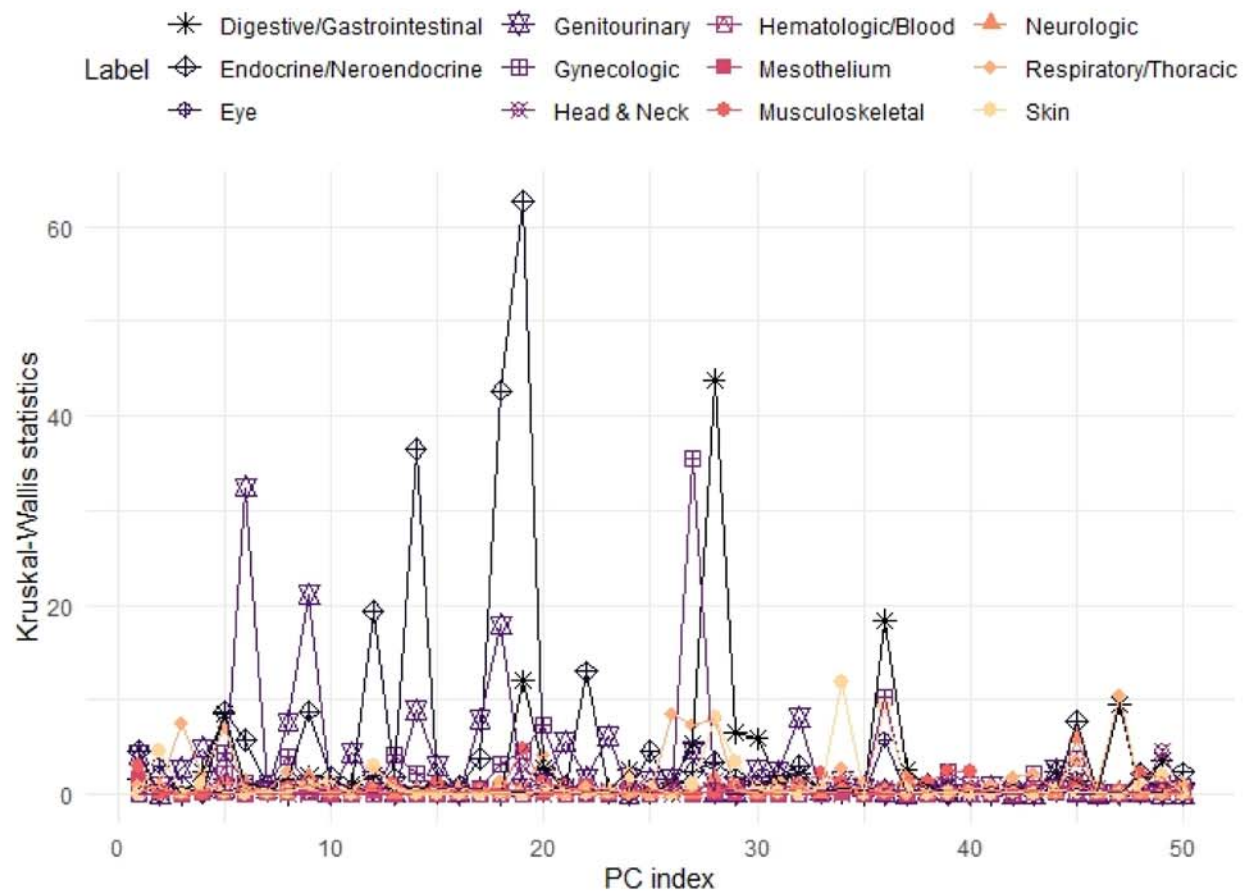 Digestive/Gastrointestinal Genitourinary Hematologic/Blood Neurologic
Label Endocrine/Neroendocrine Gynecologic Mesothelium Respiratory/Thoracic
Eye Head & Neck Musculoskeletal Skin
60
40
20
0
Kruskal-Wallis statistics
0 10 20 30 40 50
PC index